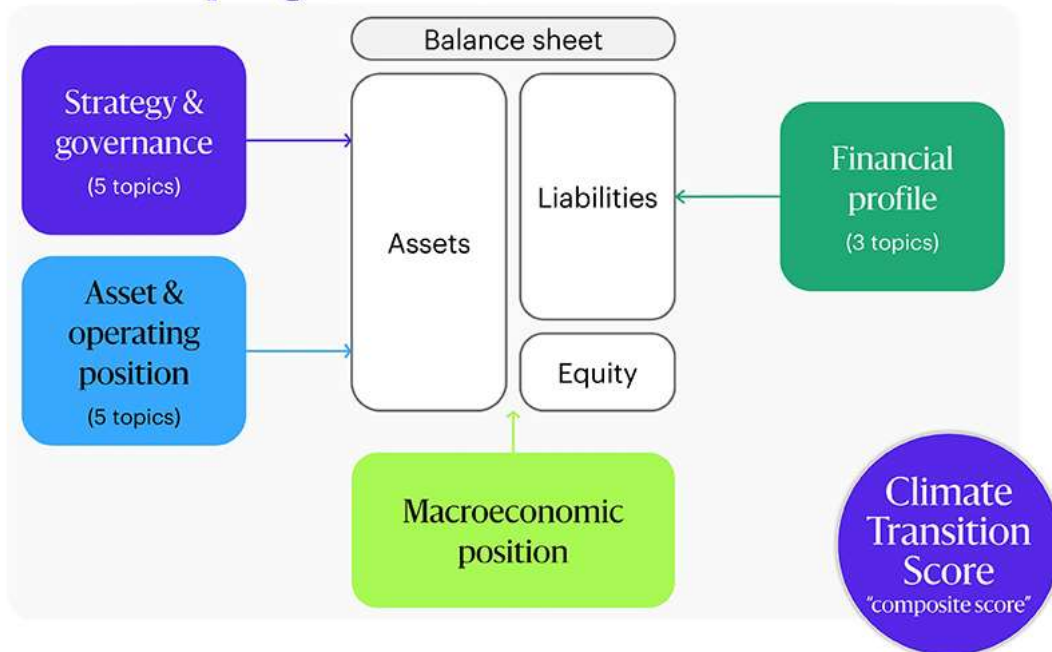 Balance sheet
Strategy &
governance
(5 topics)
Assets
Liabilities
Financial
profile
(3 topics)
Asset &
operating
position
(5 topics)
Equity
Macroeconomic
position
Climate
Transition
Score
"composite score"